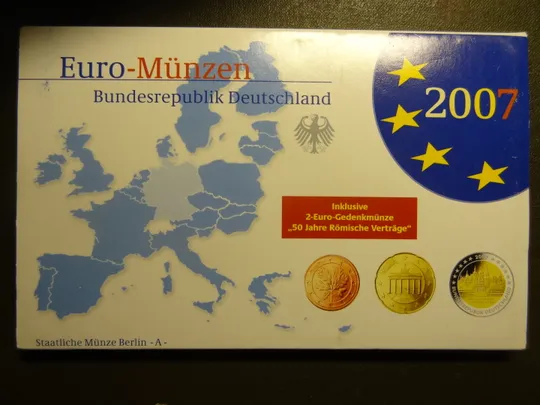 Euro-Münzen
Bundesrepublik Deutschland
2007
Inklusive
2-Euro-Gedenkmünze
„50 Jahre Römische Verträge"
Staatliche Münze Berlin -A-